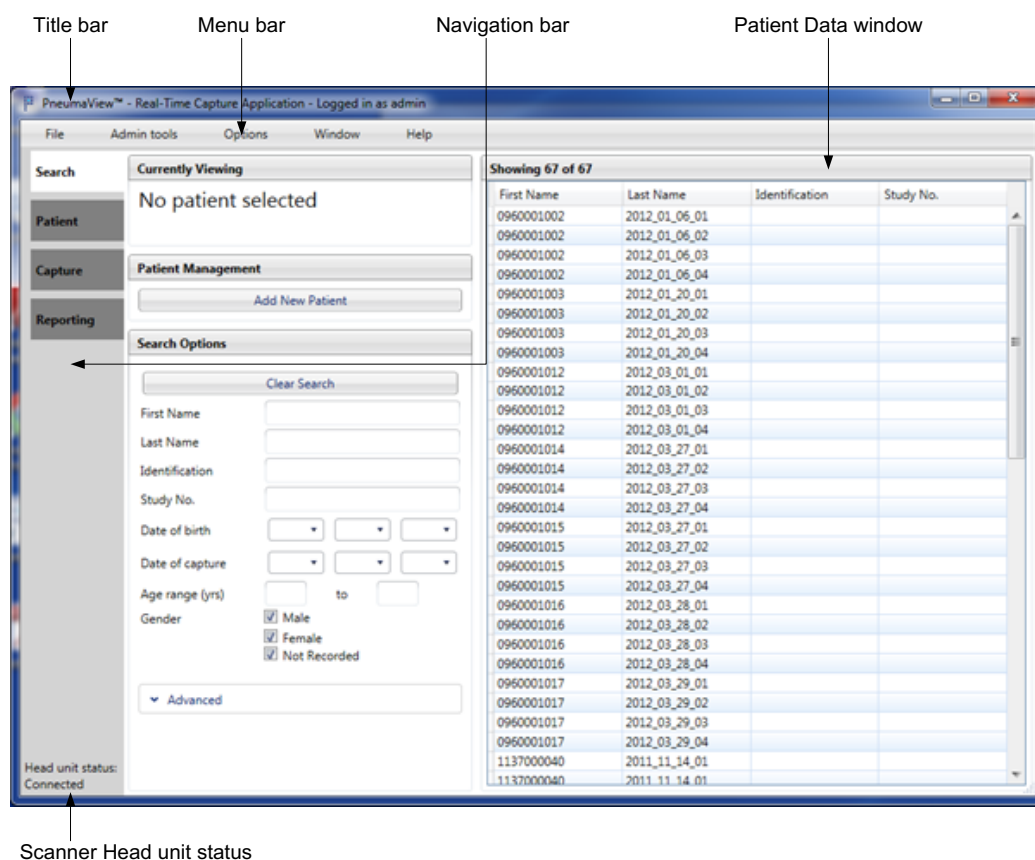 Title bar
Menu bar
Navigation bar
Patient Data window
PneumaView™ - Real-Time Capture Application - Logged in as admin
File Admin tools Options Window Help
Search
Patient
Capture
Reporting
Currently Viewing
No patient selected
Patient Management
Add New Patient
Search Options
Clear Search
First Name
Last Name
Identification
Study No.
Date of birth
Date of capture
Age range (yrs) to
Gender Male
Female
Not Recorded
Advanced
Showing 67 of 67
First Name Last Name Identification Study No.
0960001002 2012_01_06_01
0960001002 2012_01_06_02
0960001002 2012_01_06_03
0960001002 2012_01_06_04
0960001003 2012_01_20_01
0960001003 2012_01_20_02
0960001003 2012_01_20_03
0960001003 2012_01_20_04
0960001012 2012_03_01_01
0960001012 2012_03_01_02
0960001012 2012_03_01_03
0960001012 2012_03_01_04
0960001014 2012_03_27_01
0960001014 2012_03_27_02
0960001014 2012_03_27_03
0960001014 2012_03_27_04
0960001015 2012_03_27_01
0960001015 2012_03_27_02
0960001015 2012_03_27_03
0960001015 2012_03_27_04
0960001016 2012_03_28_01
0960001016 2012_03_28_02
0960001016 2012_03_28_03
0960001016 2012_03_28_04
0960001017 2012_03_29_01
0960001017 2012_03_29_02
0960001017 2012_03_29_03
0960001017 2012_03_29_04
1137000040 2011_11_14_01
1137000040 2011_11_14_01
Head unit status:
Connected
Scanner Head unit status